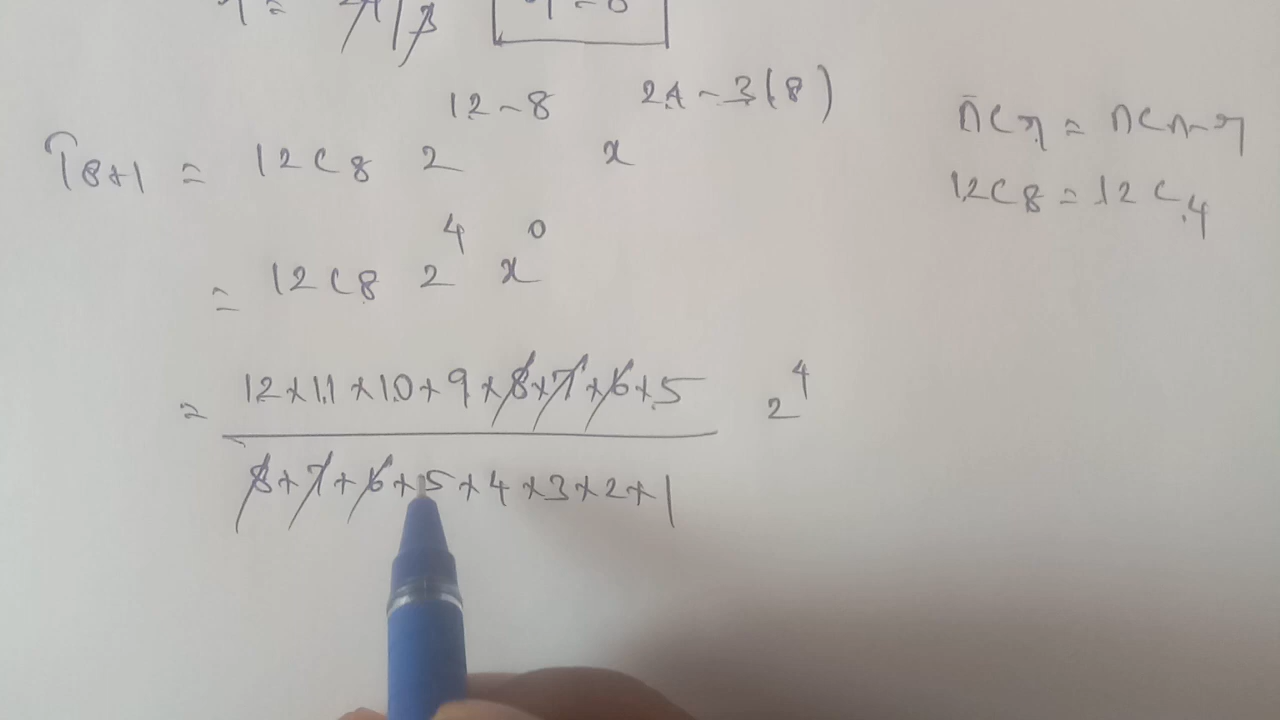 12-8 24-3(8)
T8+1 = 12C8 2 x
nCr = nCn-r
12C8 = 12C4
4 0
= 12C8 2 x
= 12×11×10×9×8×7×6×5 2^4
8×7×6×5×4×3×2×1